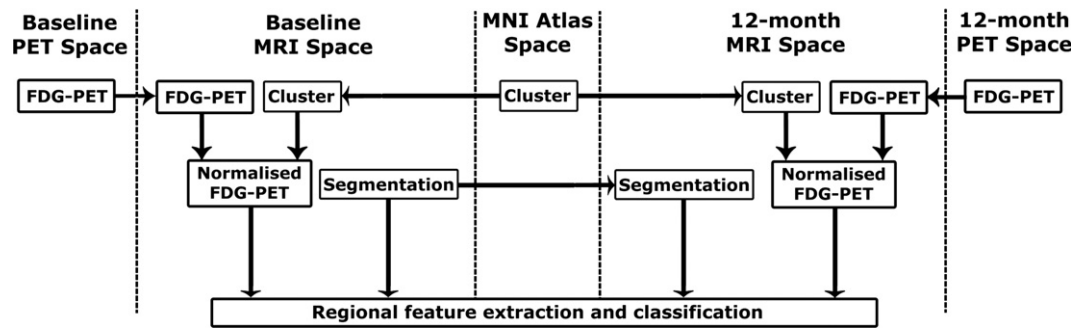 Baseline
PET Space
Baseline
MRI Space
MNI Atlas
Space
12-month
MRI Space
12-month
PET Space
FDG-PET
FDG-PET
Cluster
Cluster
Cluster
FDG-PET
FDG-PET
Normalised
FDG-PET
Segmentation
Segmentation
Normalised
FDG-PET
Regional feature extraction and classification